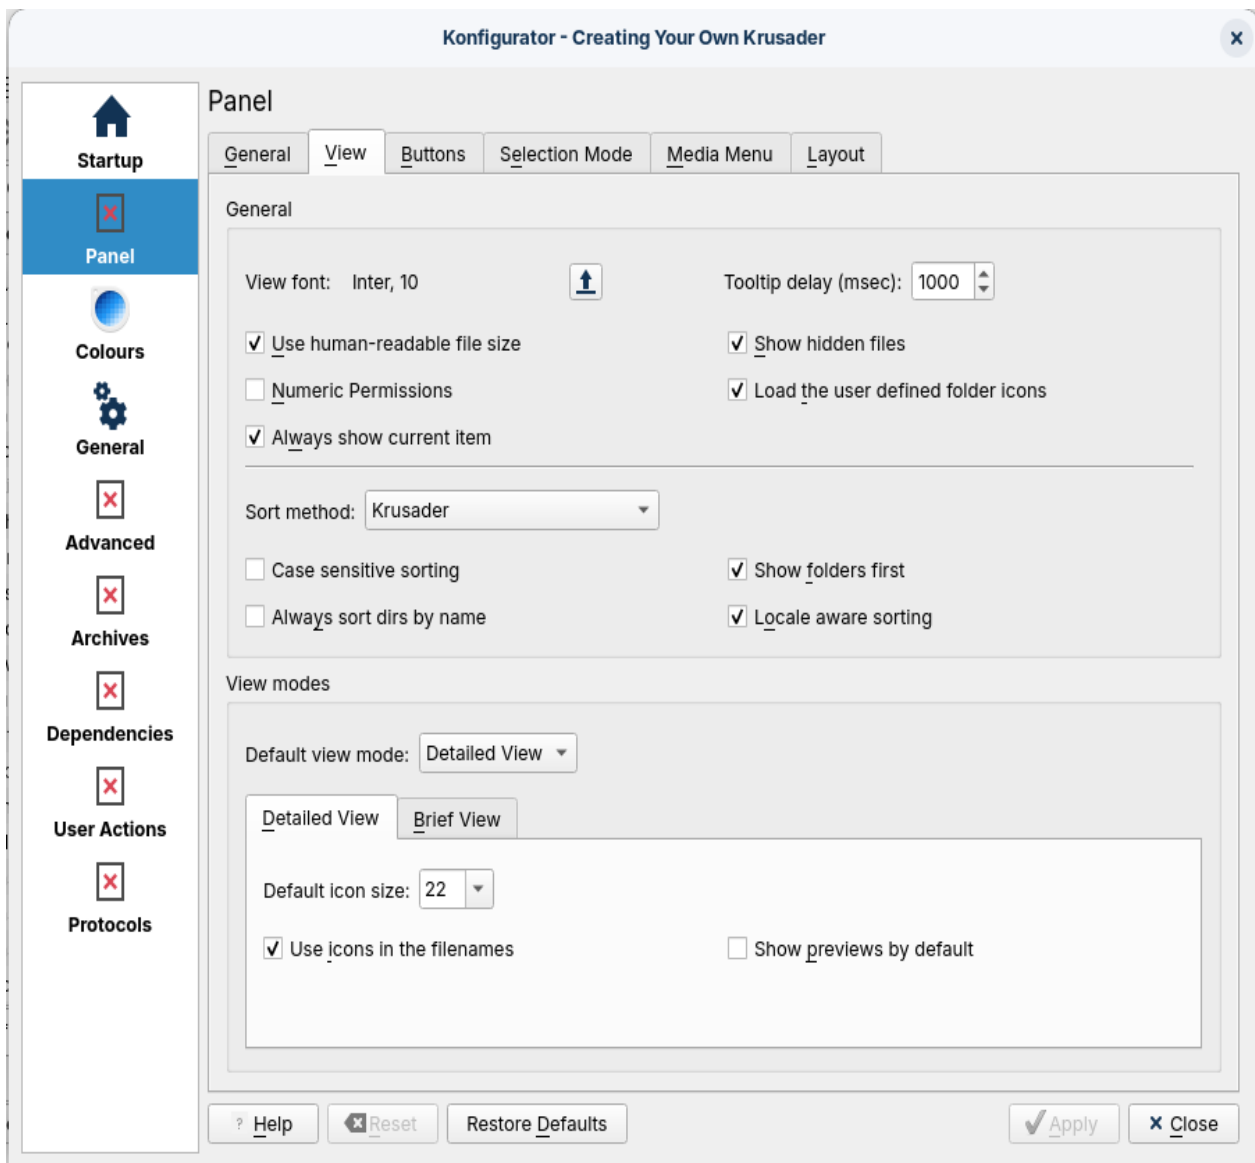 Konfigurator - Creating Your Own Krusader
Startup
Panel
Colours
General
Advanced
Archives
Dependencies
User Actions
Protocols
Panel
General View Buttons Selection Mode Media Menu Layout
General
View font: Inter, 10 Tooltip delay (msec): 1000
Use human-readable file size Show hidden files
Numeric Permissions Load the user defined folder icons
Always show current item
Sort method: Krusader
Case sensitive sorting Show folders first
Always sort dirs by name Locale aware sorting
View modes
Default view mode: Detailed View
Detailed View Brief View
Default icon size: 22
Use icons in the filenames Show previews by default
? Help Reset Restore Defaults Apply Close